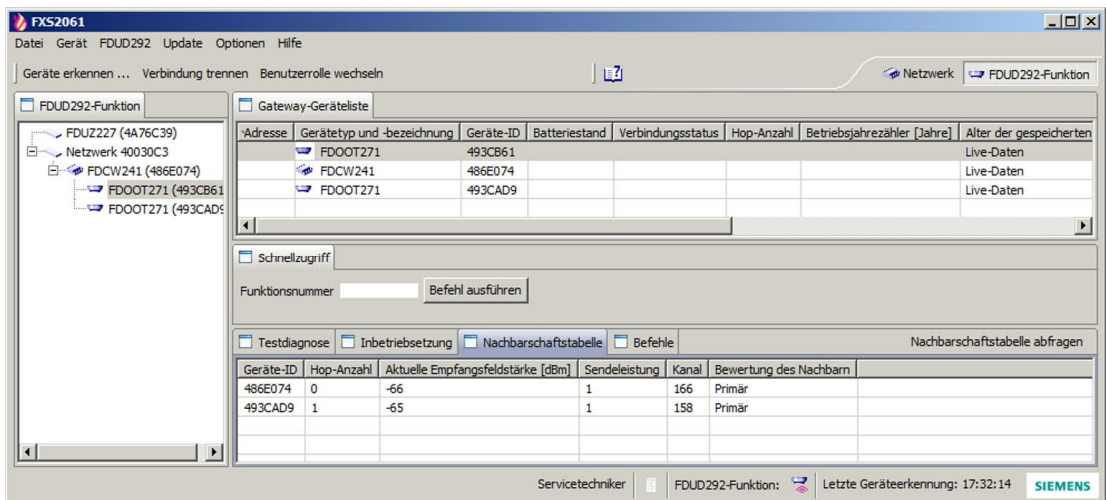 FXS2061
Datei Gerät FDUD292 Update Optionen Hilfe
Geräte erkennen ... Verbindung trennen Benutzerrolle wechseln
Netzwerk FDUD292-Funktion
FDUD292-Funktion
FDUZ227 (4A76C39)
Netzwerk 40030C3
FDCW241 (486E074)
FDOOT271 (493CB61
FDOOT271 (493CAD9
Gateway-Geräteliste
Adresse Gerätetyp und -bezeichnung Geräte-ID Batteriestand Verbindungsstatus Hop-Anzahl Betriebsjahrezähler [Jahre] Alter der gespeicherten
FDOOT271 493CB61 Live-Daten
FDCW241 486E074 Live-Daten
FDOOT271 493CAD9 Live-Daten
Schnellzugriff
Funktionsnummer Befehl ausführen
Testdiagnose Inbetriebsetzung Nachbarschaftstabelle Befehle Nachbarschaftstabelle abfragen
Geräte-ID Hop-Anzahl Aktuelle Empfangsfeldstärke [dBm] Sendeleistung Kanal Bewertung des Nachbarn
486E074 0 -66 1 166 Primär
493CAD9 1 -65 1 158 Primär
Servicetechniker FDUD292-Funktion: Letzte Geräteerkennung: 17:32:14 SIEMENS